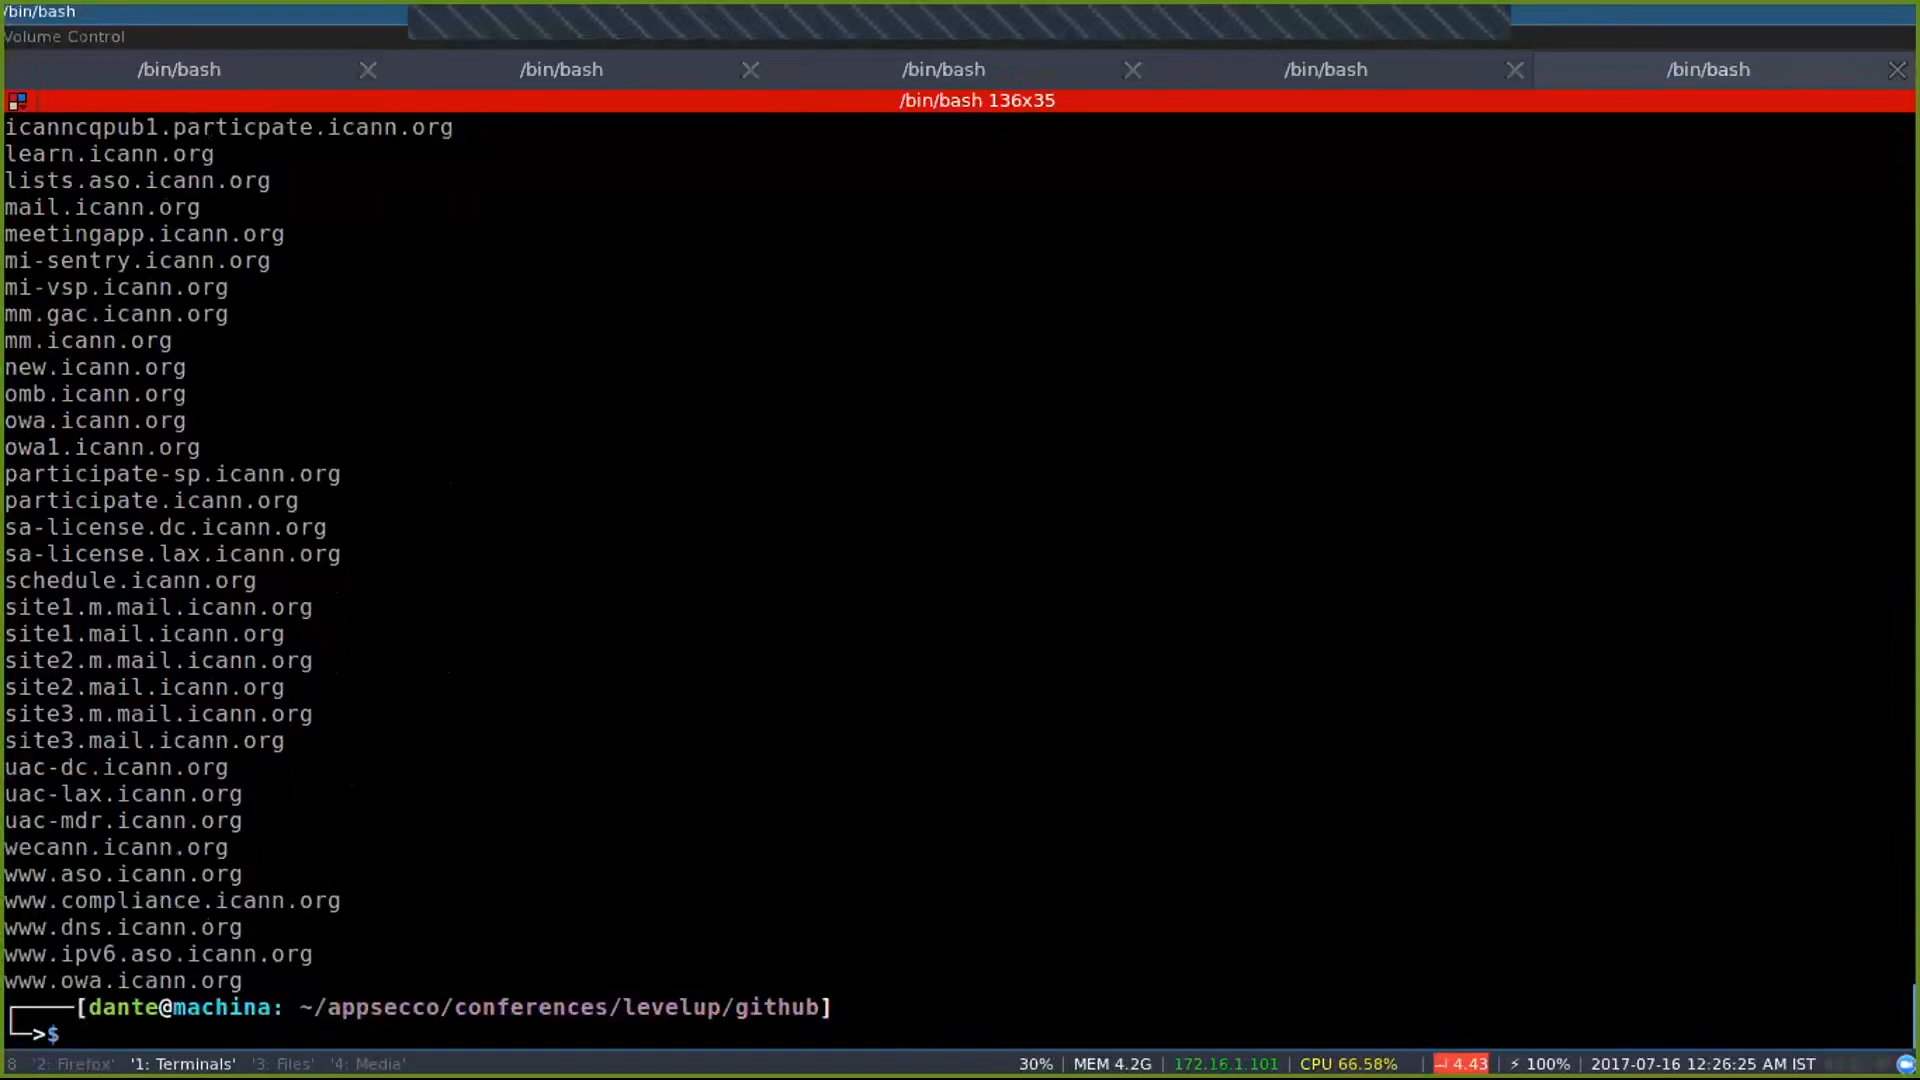 /bin/bash
Volume Control
/bin/bash /bin/bash /bin/bash /bin/bash /bin/bash
/bin/bash 136x35
icanncqpub1.particpate.icann.org
learn.icann.org
lists.aso.icann.org
mail.icann.org
meetingapp.icann.org
mi-sentry.icann.org
mi-vsp.icann.org
mm.gac.icann.org
mm.icann.org
new.icann.org
omb.icann.org
owa.icann.org
owa1.icann.org
participate-sp.icann.org
participate.icann.org
sa-license.dc.icann.org
sa-license.lax.icann.org
schedule.icann.org
site1.m.mail.icann.org
site1.mail.icann.org
site2.m.mail.icann.org
site2.mail.icann.org
site3.m.mail.icann.org
site3.mail.icann.org
uac-dc.icann.org
uac-lax.icann.org
uac-mdr.icann.org
wecann.icann.org
www.aso.icann.org
www.compliance.icann.org
www.dns.icann.org
www.ipv6.aso.icann.org
www.owa.icann.org
[dante@machina: ~/appsecco/conferences/levelup/github]
>$
8 '2: Firefox' '1: Terminals' '3: Files' '4: Media' 30% | MEM 4.2G | 172.16.1.101 | CPU 66.58% | 4.43 | ⚡ 100% | 2017-07-16 12:26:25 AM IST